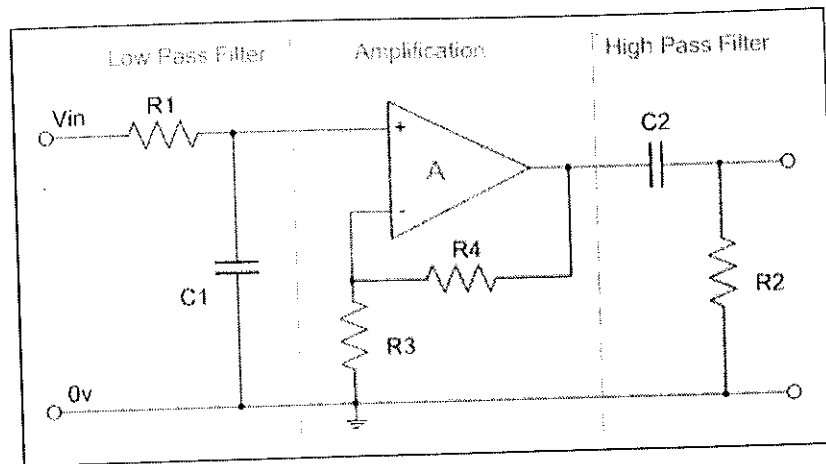 Low Pass Filter
Amplification
High Pass Filter
Vin
R1
C2
+
A
-
R4
C1
R2
R3
0v